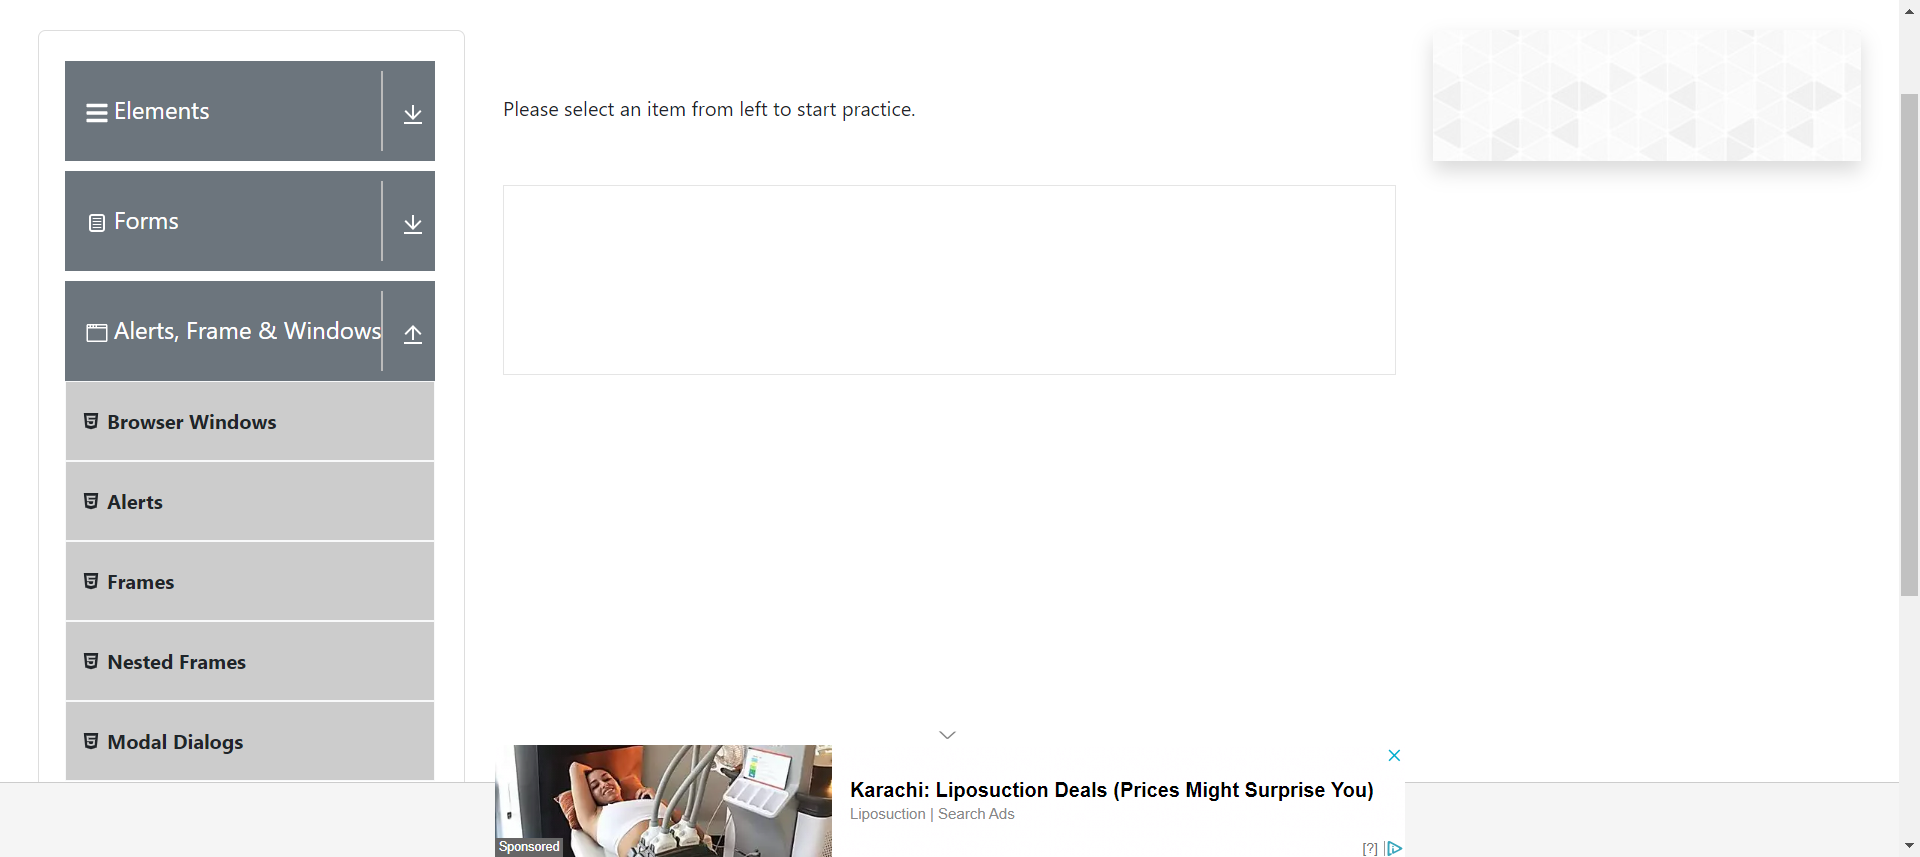 Elements
Forms
Alerts, Frame & Windows
Browser Windows
Alerts
Frames
Nested Frames
Modal Dialogs
Please select an item from left to start practice.
Karachi: Liposuction Deals (Prices Might Surprise You)
Liposuction | Search Ads
Sponsored
[?]